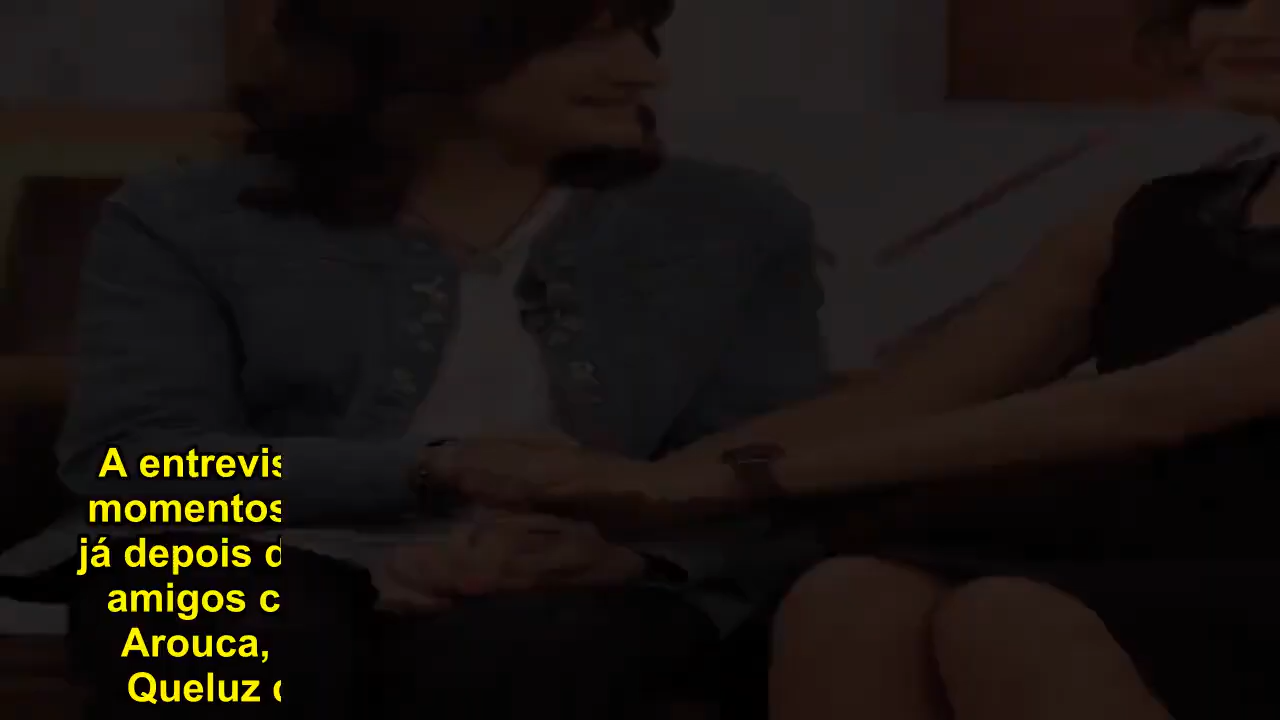 A entrevis
momentos
já depois d
amigos c
Arouca,
Queluz